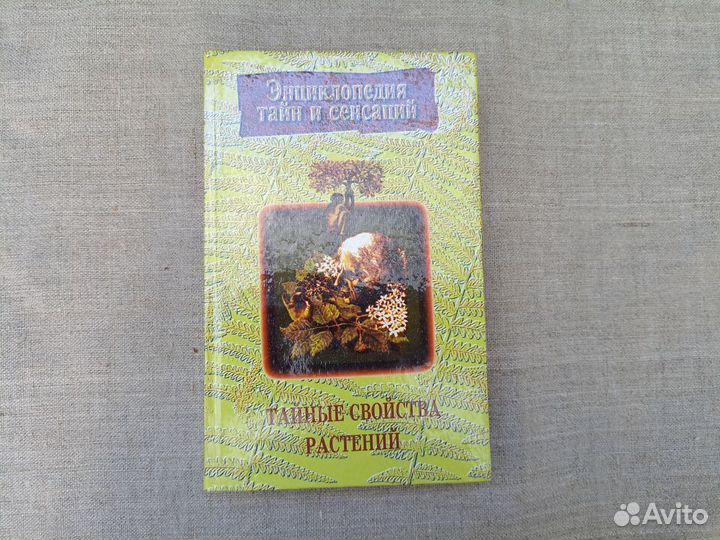 Энциклопедия
тайн и сенсаций
ТАЙНЫЕ СВОЙСТВА
РАСТЕНИЙ
Avito